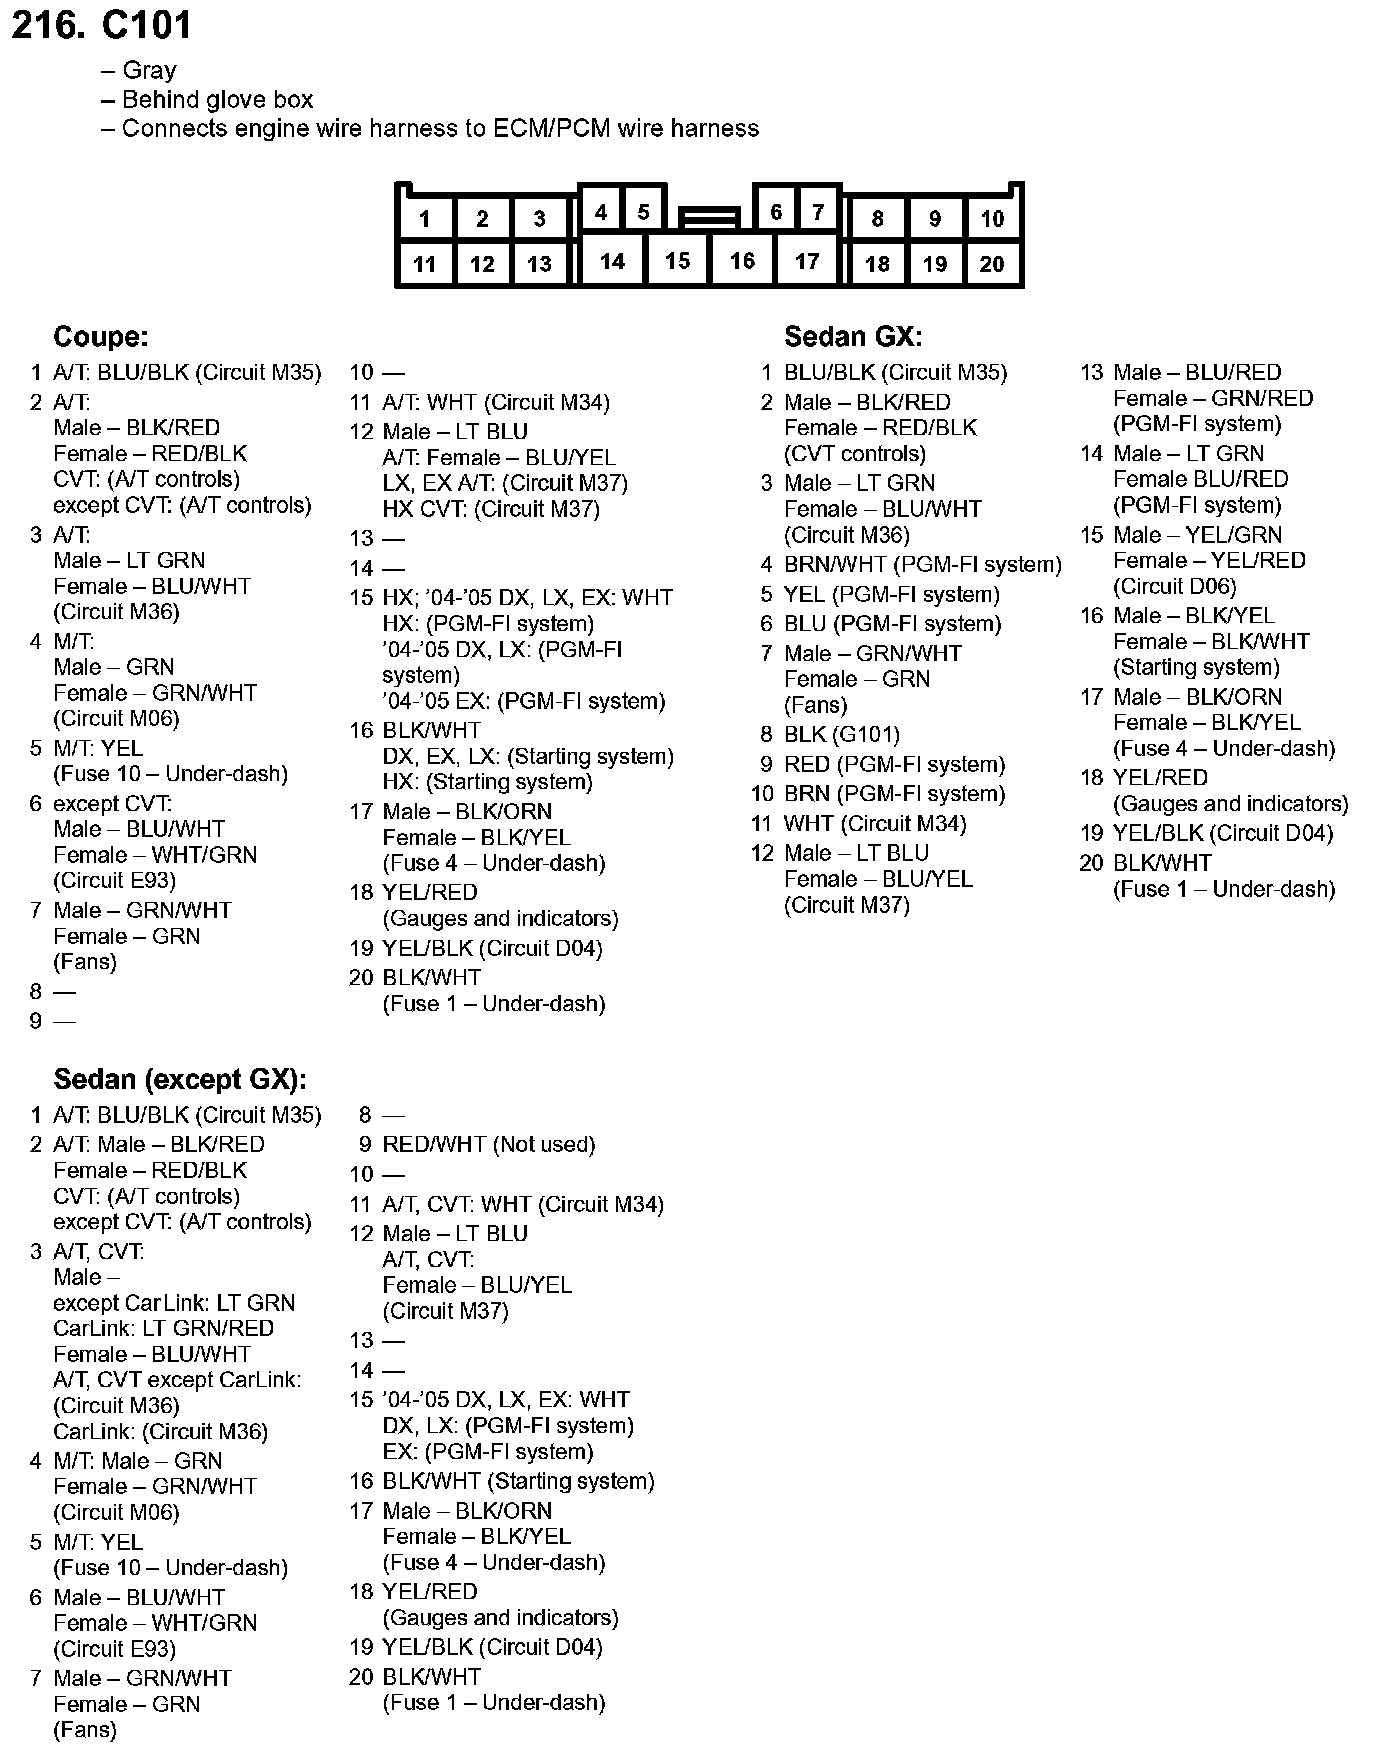 216. C101
– Gray
– Behind glove box
– Connects engine wire harness to ECM/PCM wire harness
1 2 3 4 5 6 7 8 9 10
11 12 13 14 15 16 17 18 19 20
Coupe:
1 A/T: BLU/BLK (Circuit M35)
2 A/T:
Male – BLK/RED
Female – RED/BLK
CVT: (A/T controls)
except CVT: (A/T controls)
3 A/T:
Male – LT GRN
Female – BLU/WHT
(Circuit M36)
4 M/T:
Male – GRN
Female – GRN/WHT
(Circuit M06)
5 M/T: YEL
(Fuse 10 – Under-dash)
6 except CVT:
Male – BLU/WHT
Female – WHT/GRN
(Circuit E93)
7 Male – GRN/WHT
Female – GRN
(Fans)
8 —
9 —
10 —
11 A/T: WHT (Circuit M34)
12 Male – LT BLU
A/T: Female – BLU/YEL
LX, EX A/T: (Circuit M37)
HX CVT: (Circuit M37)
13 —
14 —
15 HX; ’04-’05 DX, LX, EX: WHT
HX: (PGM-FI system)
’04-’05 DX, LX: (PGM-FI
system)
’04-’05 EX: (PGM-FI system)
16 BLK/WHT
DX, EX, LX: (Starting system)
HX: (Starting system)
17 Male – BLK/ORN
Female – BLK/YEL
(Fuse 4 – Under-dash)
18 YEL/RED
(Gauges and indicators)
19 YEL/BLK (Circuit D04)
20 BLK/WHT
(Fuse 1 – Under-dash)
Sedan GX:
1 BLU/BLK (Circuit M35)
2 Male – BLK/RED
Female – RED/BLK
(CVT controls)
3 Male – LT GRN
Female – BLU/WHT
(Circuit M36)
4 BRN/WHT (PGM-FI system)
5 YEL (PGM-FI system)
6 BLU (PGM-FI system)
7 Male – GRN/WHT
Female – GRN
(Fans)
8 BLK (G101)
9 RED (PGM-FI system)
10 BRN (PGM-FI system)
11 WHT (Circuit M34)
12 Male – LT BLU
Female – BLU/YEL
(Circuit M37)
13 Male – BLU/RED
Female – GRN/RED
(PGM-FI system)
14 Male – LT GRN
Female BLU/RED
(PGM-FI system)
15 Male – YEL/GRN
Female – YEL/RED
(Circuit D06)
16 Male – BLK/YEL
Female – BLK/WHT
(Starting system)
17 Male – BLK/ORN
Female – BLK/YEL
(Fuse 4 – Under-dash)
18 YEL/RED
(Gauges and indicators)
19 YEL/BLK (Circuit D04)
20 BLK/WHT
(Fuse 1 – Under-dash)
Sedan (except GX):
1 A/T: BLU/BLK (Circuit M35)
2 A/T: Male – BLK/RED
Female – RED/BLK
CVT: (A/T controls)
except CVT: (A/T controls)
3 A/T, CVT:
Male –
except CarLink: LT GRN
CarLink: LT GRN/RED
Female – BLU/WHT
A/T, CVT except CarLink:
(Circuit M36)
CarLink: (Circuit M36)
4 M/T: Male – GRN
Female – GRN/WHT
(Circuit M06)
5 M/T: YEL
(Fuse 10 – Under-dash)
6 Male – BLU/WHT
Female – WHT/GRN
(Circuit E93)
7 Male – GRN/WHT
Female – GRN
(Fans)
8 —
9 RED/WHT (Not used)
10 —
11 A/T, CVT: WHT (Circuit M34)
12 Male – LT BLU
A/T, CVT:
Female – BLU/YEL
(Circuit M37)
13 —
14 —
15 ’04-’05 DX, LX, EX: WHT
DX, LX: (PGM-FI system)
EX: (PGM-FI system)
16 BLK/WHT (Starting system)
17 Male – BLK/ORN
Female – BLK/YEL
(Fuse 4 – Under-dash)
18 YEL/RED
(Gauges and indicators)
19 YEL/BLK (Circuit D04)
20 BLK/WHT
(Fuse 1 – Under-dash)